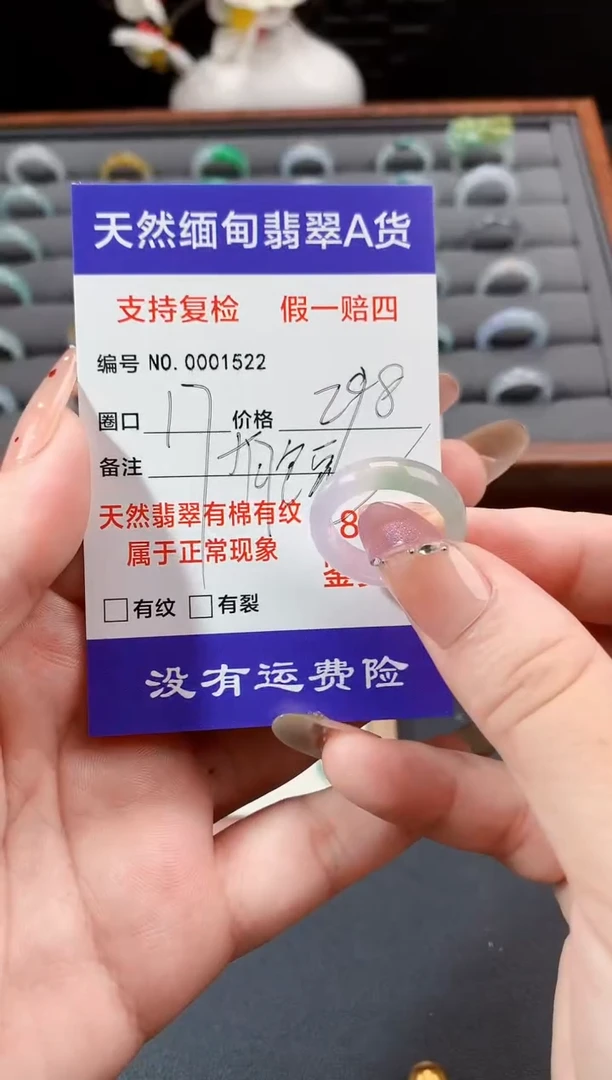 天然缅甸翡翠A货
支持复检 假一赔四
编号 NO.0001522
圈口 17 价格 298
备注
天然翡翠有棉有纹 8
属于正常现象
有纹 有裂
没有运费险